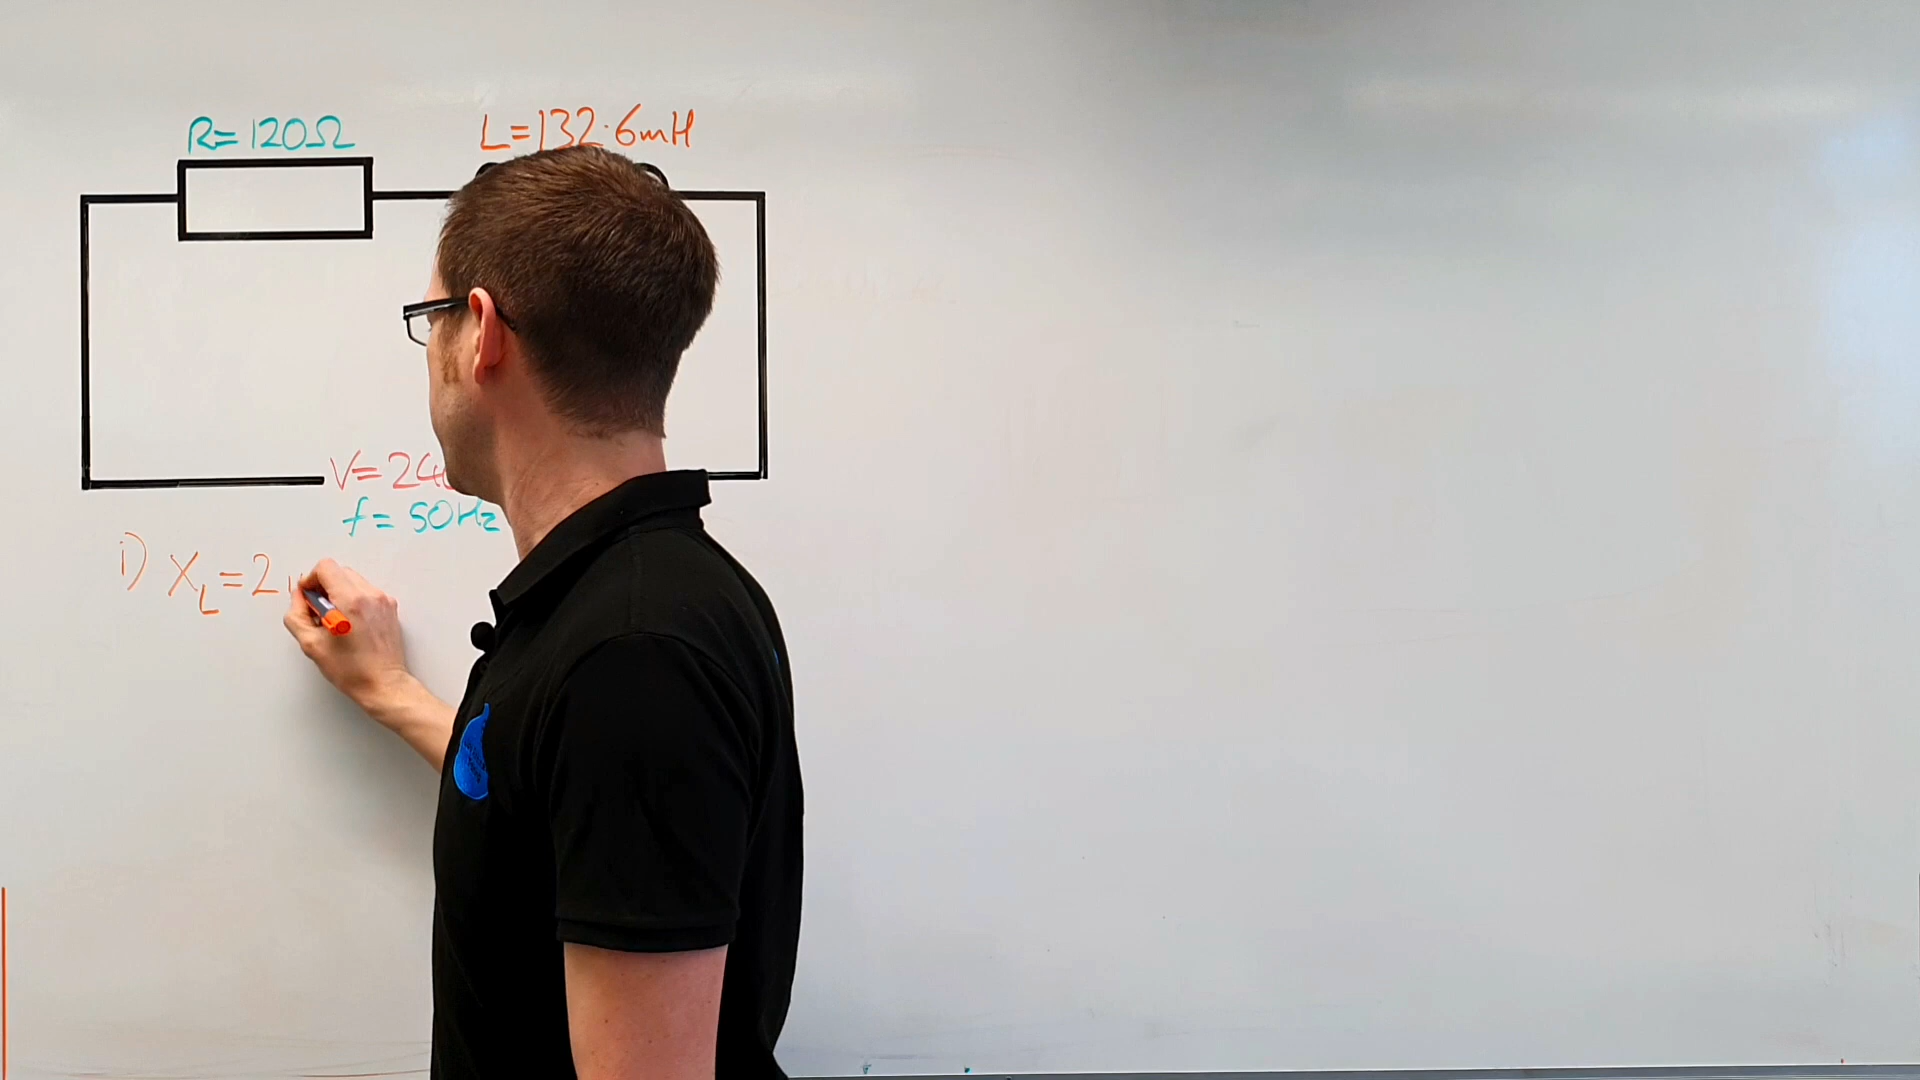 R=120Ω
L=132.6mH
V=24
f=50Hz
i) X_L=2